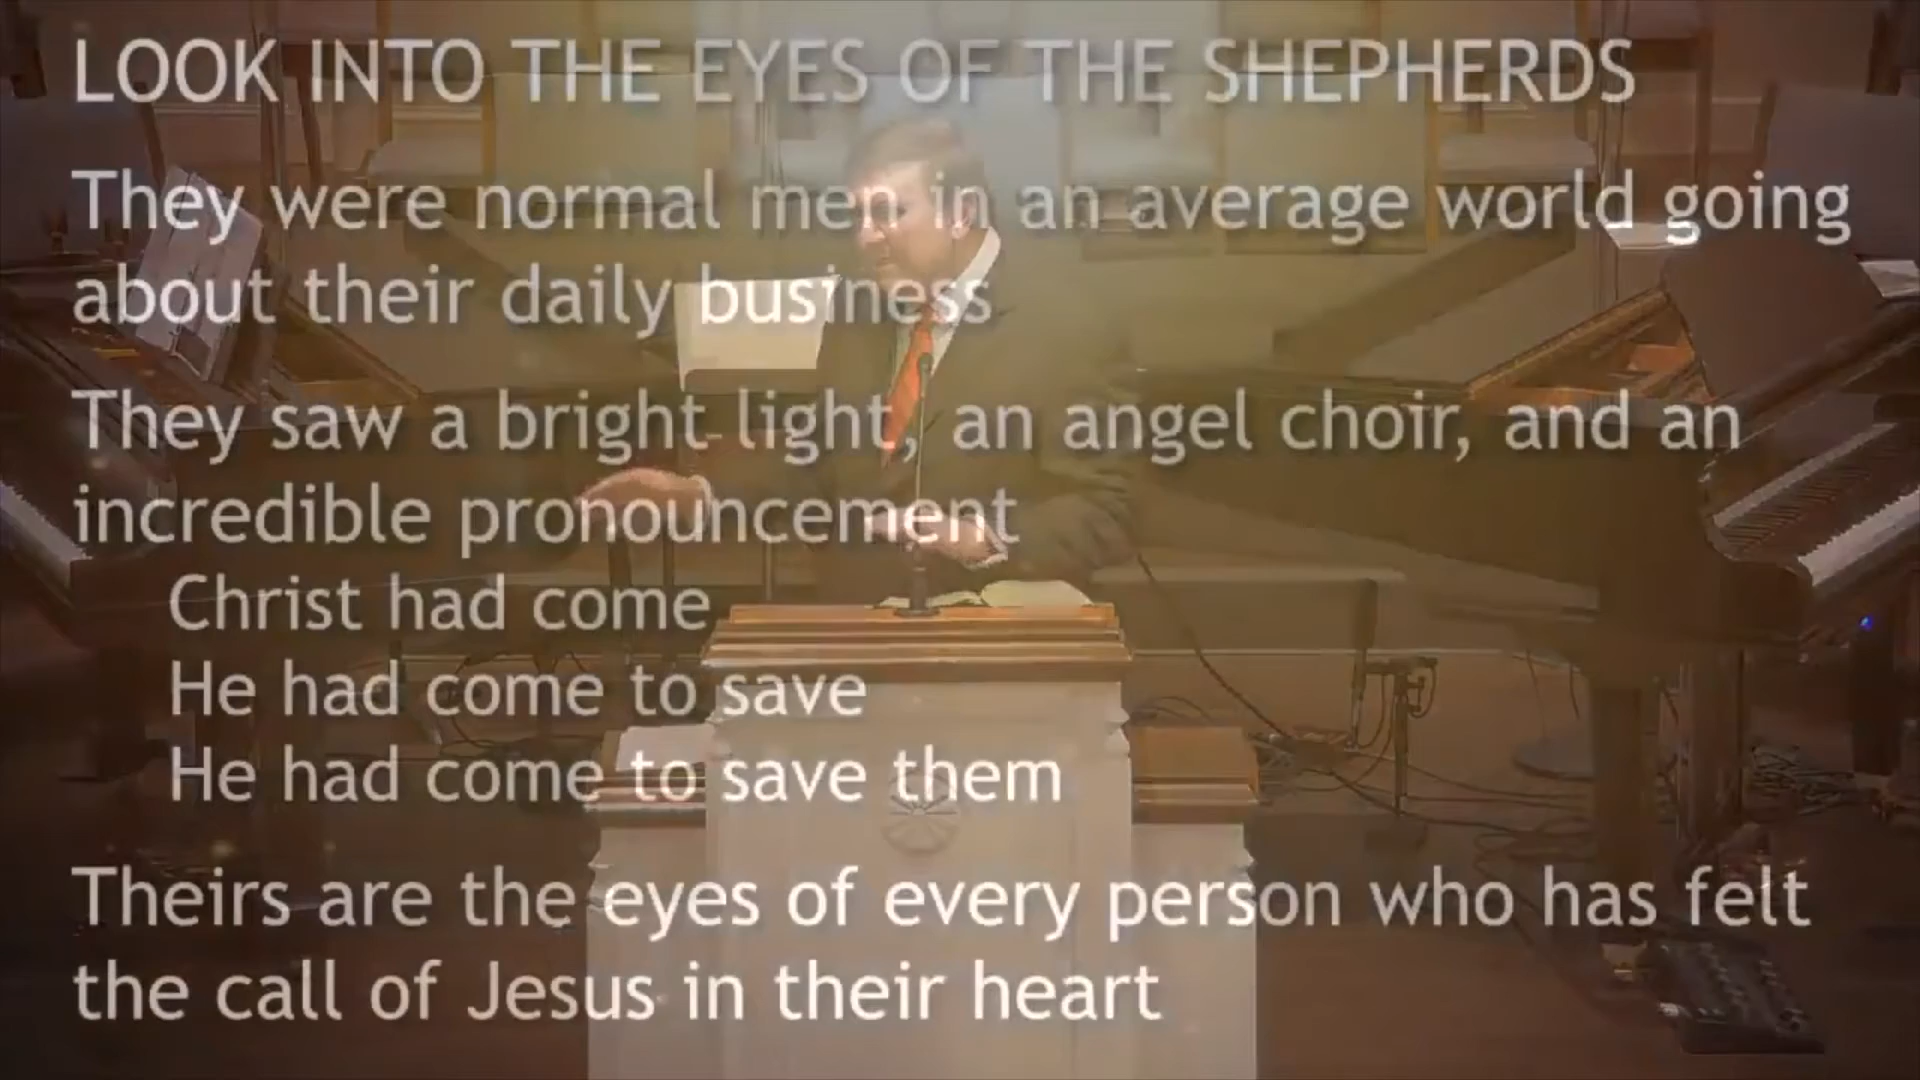 LOOK INTO THE EYES OF THE SHEPHERDS
They were normal men in an average world going
about their daily business
They saw a bright light, an angel choir, and an
incredible pronouncement
Christ had come
He had come to save
He had come to save them
Theirs are the eyes of every person who has felt
the call of Jesus in their heart